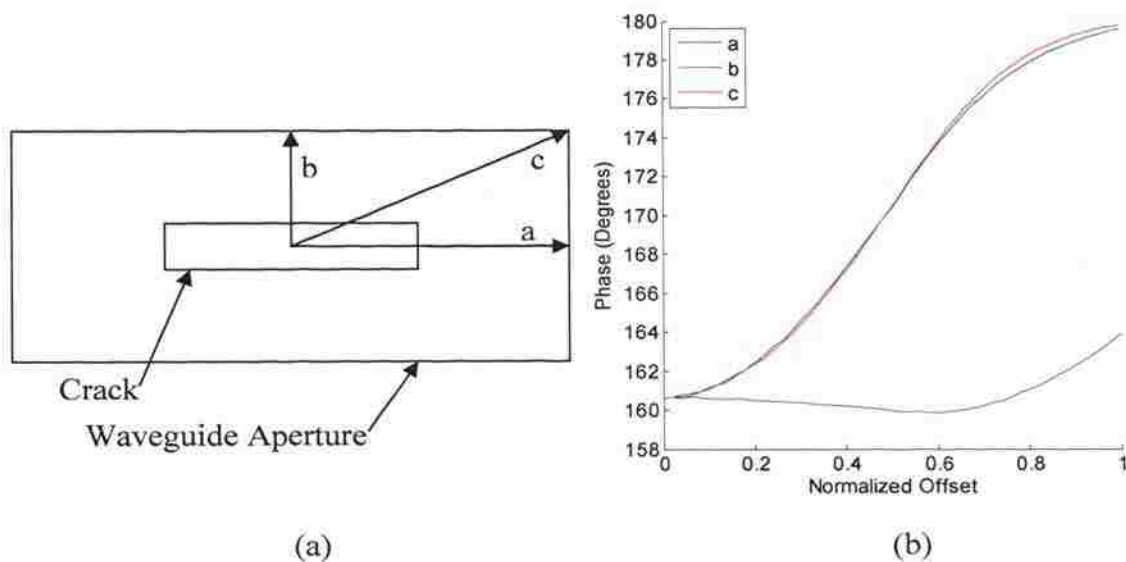 b
c
a
Crack
Waveguide Aperture
(a)
180
178
176
174
172
170
168
166
164
162
160
158
Phase (Degrees)
a
b
c
0
0.2
0.4
0.6
0.8
1
Normalized Offset
(b)